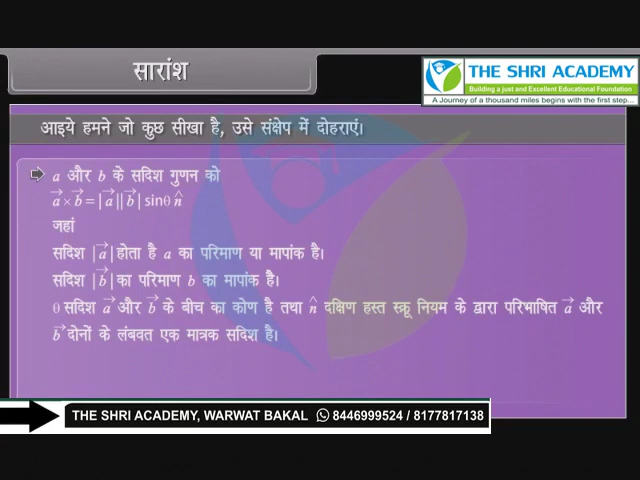 सारांश
THE SHRI ACADEMY
Building a just and Excellent Educational Foundation
A Journey of a thousand miles begins with the first step...
आइये हमने जो कुछ सीखा है, उसे संक्षेप में दोहराएं।
a और b के सदिश गुणन को
a⃗ × b⃗ = |a⃗||b⃗| sinθ n̂
जहां
सदिश |a⃗| होता है a का परिमाण या मापांक है।
सदिश |b⃗| का परिमाण b का मापांक है।
θ सदिश a⃗ और b⃗ के बीच का कोण है तथा n̂ दक्षिण हस्त स्क्रू नियम के द्वारा परिभाषित a⃗ और
b⃗ दोनों के लंबवत एक मात्रक सदिश है।
THE SHRI ACADEMY, WARWAT BAKAL 8446999524 / 8177817138